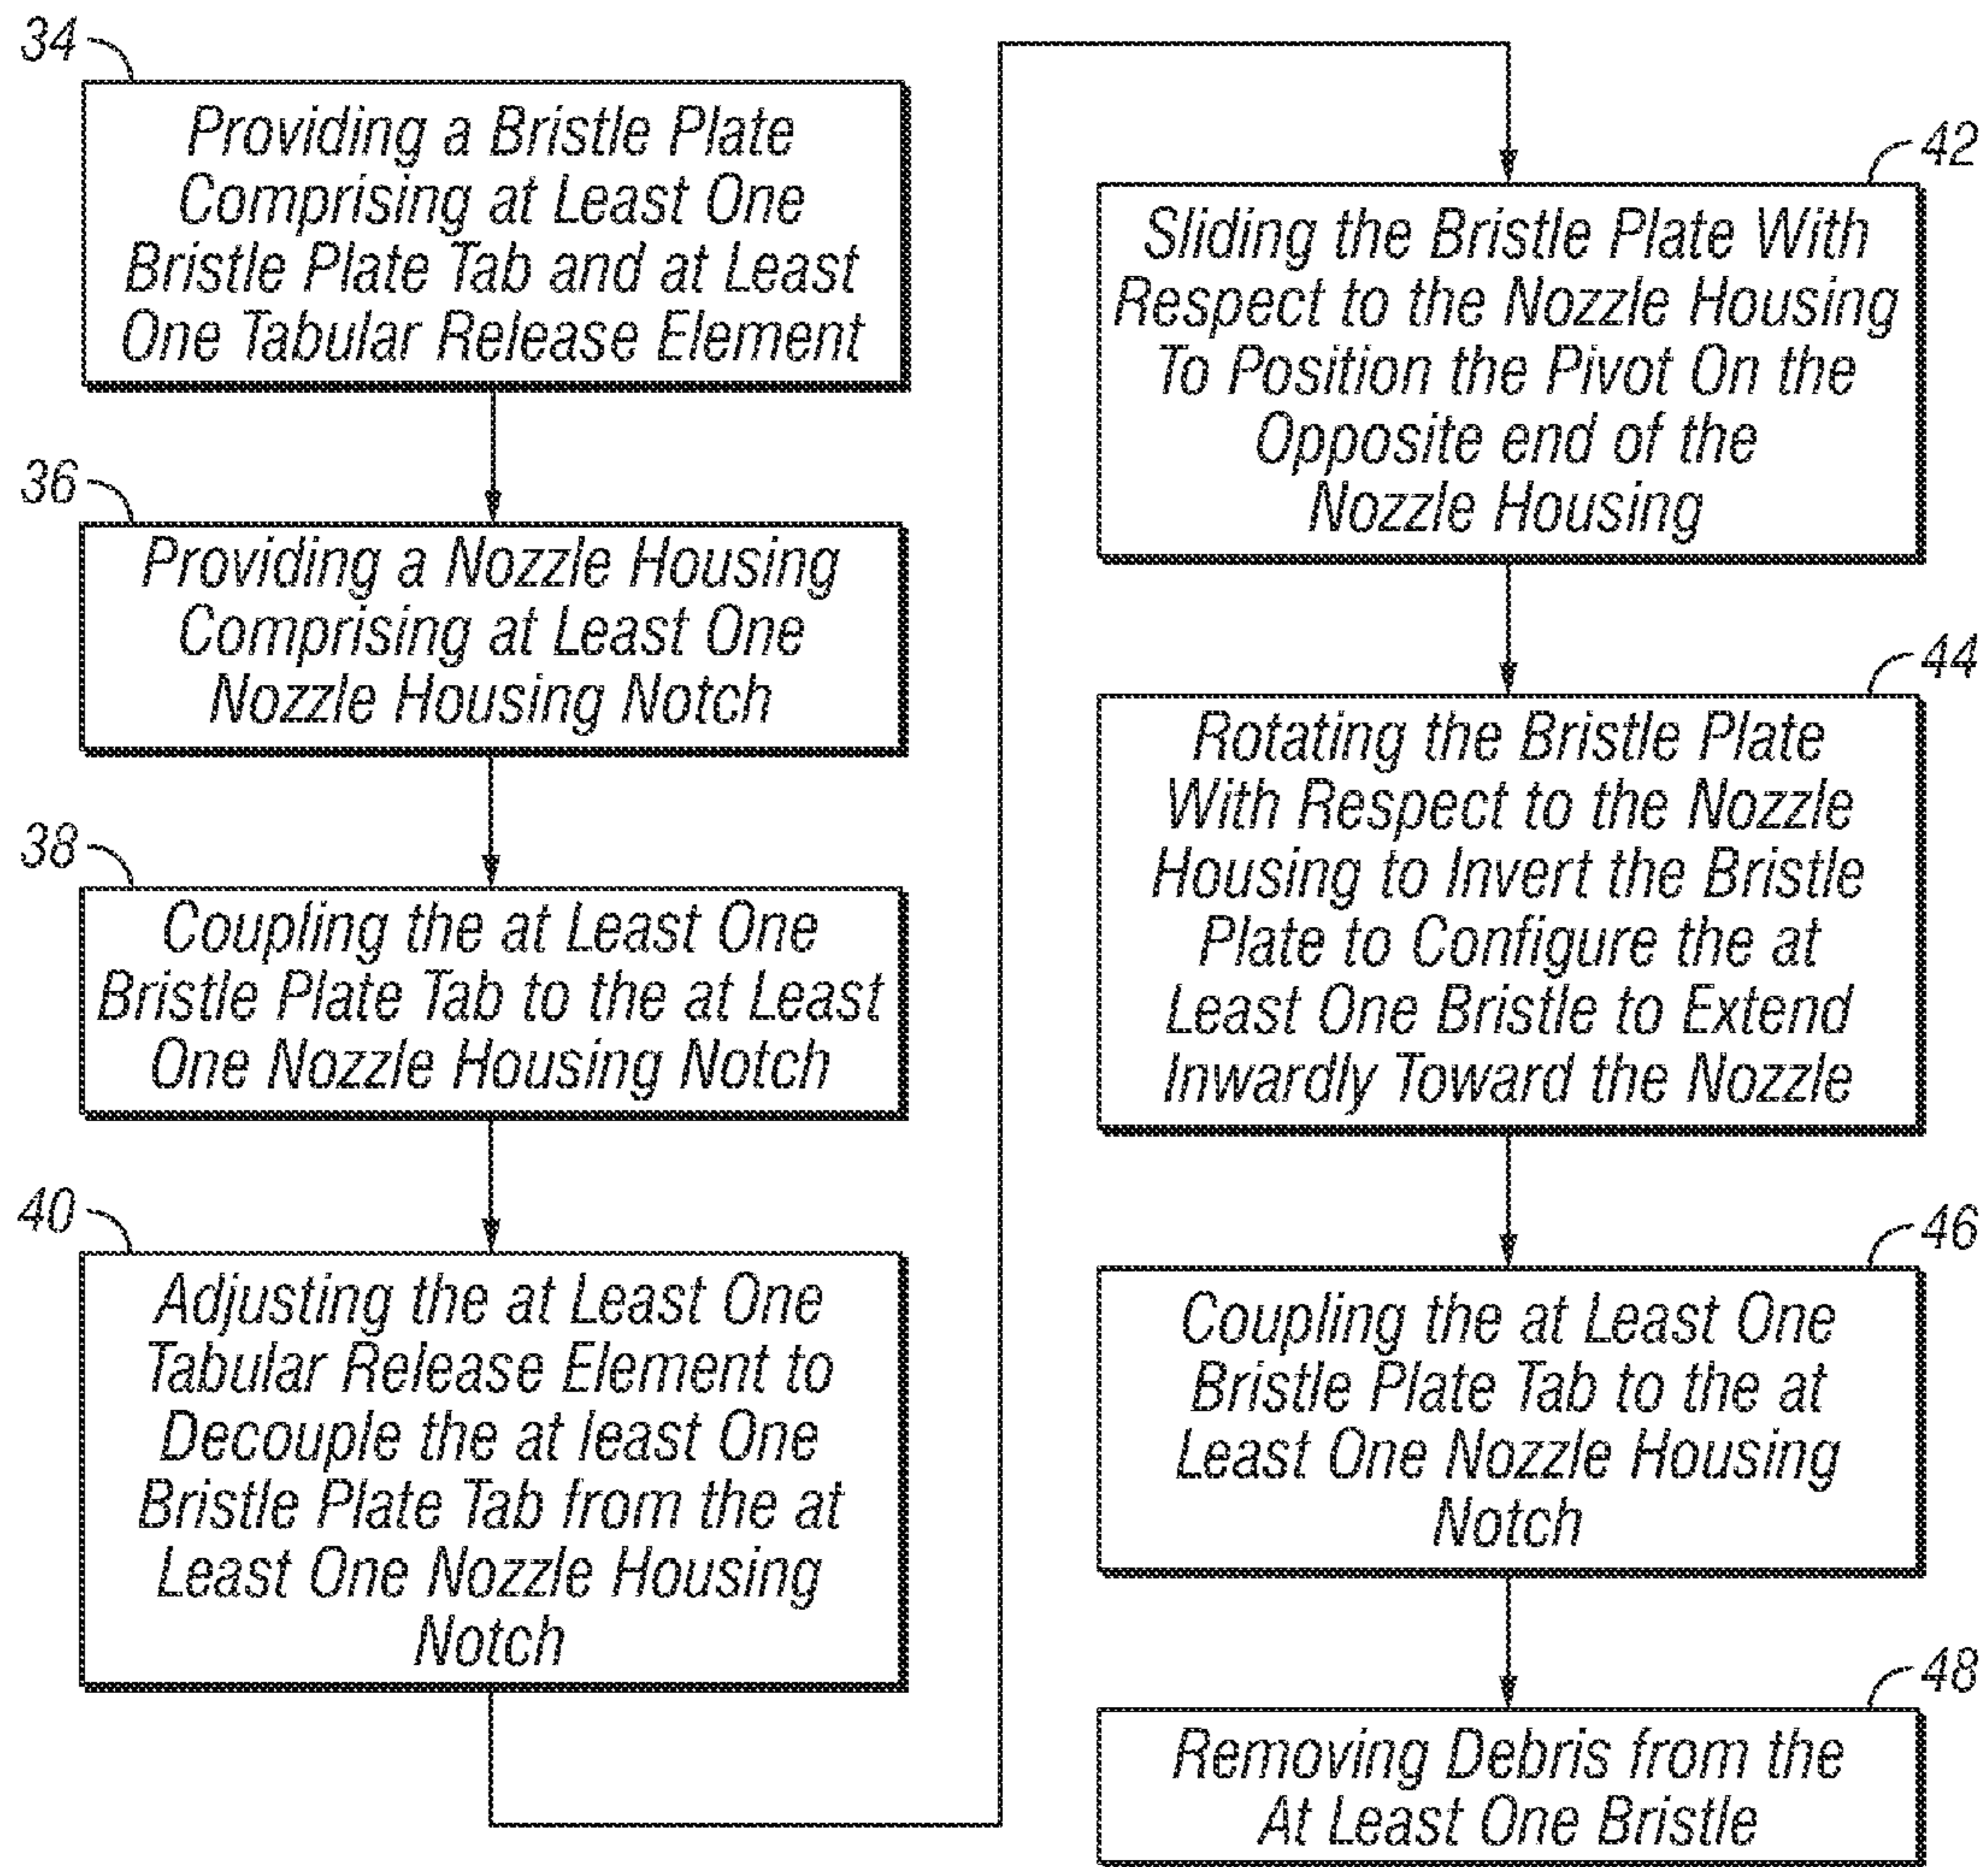 34
Providing a Bristle Plate
Comprising at Least One
Bristle Plate Tab and at Least
One Tabular Release Element
36
Providing a Nozzle Housing
Comprising at Least One
Nozzle Housing Notch
38
Coupling the at Least One
Bristle Plate Tab to the at Least
One Nozzle Housing Notch
40
Adjusting the at Least One
Tabular Release Element to
Decouple the at least One
Bristle Plate Tab from the at
Least One Nozzle Housing
Notch
42
Sliding the Bristle Plate With
Respect to the Nozzle Housing
To Position the Pivot On the
Opposite end of the
Nozzle Housing
44
Rotating the Bristle Plate
With Respect to the Nozzle
Housing to Invert the Bristle
Plate to Configure the at
Least One Bristle to Extend
Inwardly Toward the Nozzle
46
Coupling the at Least One
Bristle Plate Tab to the at
Least One Nozzle Housing
Notch
48
Removing Debris from the
At Least One Bristle